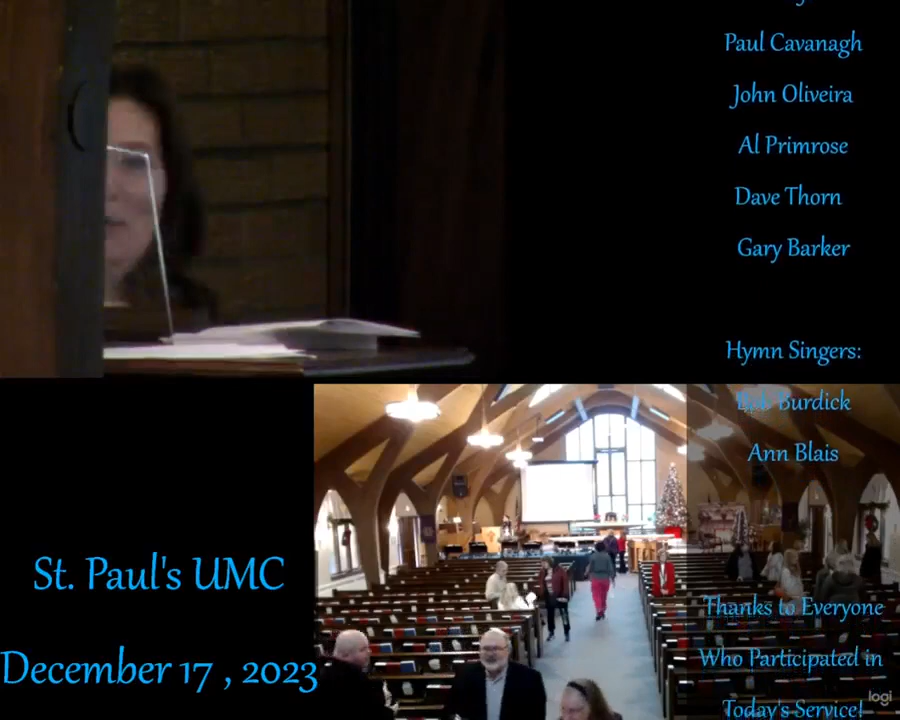 Paul Cavanagh
John Oliveira
Al Primrose
Dave Thorn
Gary Barker
Hymn Singers:
Bob Burdick
Ann Blais
St. Paul's UMC
December 17 , 2023
Thanks to Everyone
Who Participated in
Today's Service!
logi